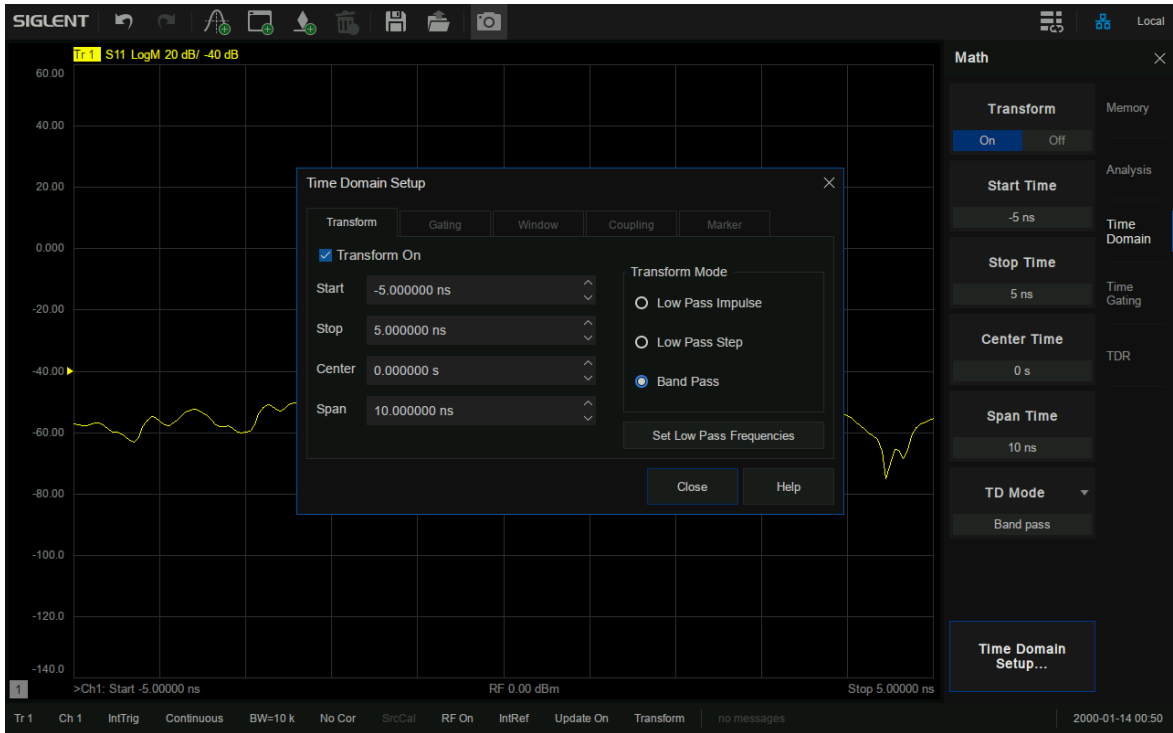 SIGLENT
Local
Tr 1 S11 LogM 20 dB/ -40 dB
60.00
40.00
20.00
0.000
-20.00
-40.00
-60.00
-80.00
-100.0
-120.0
-140.0
Time Domain Setup
Transform Gating Window Coupling Marker
Transform On
Start -5.000000 ns
Stop 5.000000 ns
Center 0.000000 s
Span 10.000000 ns
Transform Mode
Low Pass Impulse
Low Pass Step
Band Pass
Set Low Pass Frequencies
Close Help
1 >Ch1: Start -5.00000 ns RF 0.00 dBm Stop 5.00000 ns
Math
Transform
On Off
Start Time
-5 ns
Stop Time
5 ns
Center Time
0 s
Span Time
10 ns
TD Mode
Band pass
Time Domain
Setup...
Memory
Analysis
Time
Domain
Time
Gating
TDR
Tr 1 Ch 1 IntTrig Continuous BW=10 k No Cor SrcCal RF On IntRef Update On Transform no messages 2000-01-14 00:50